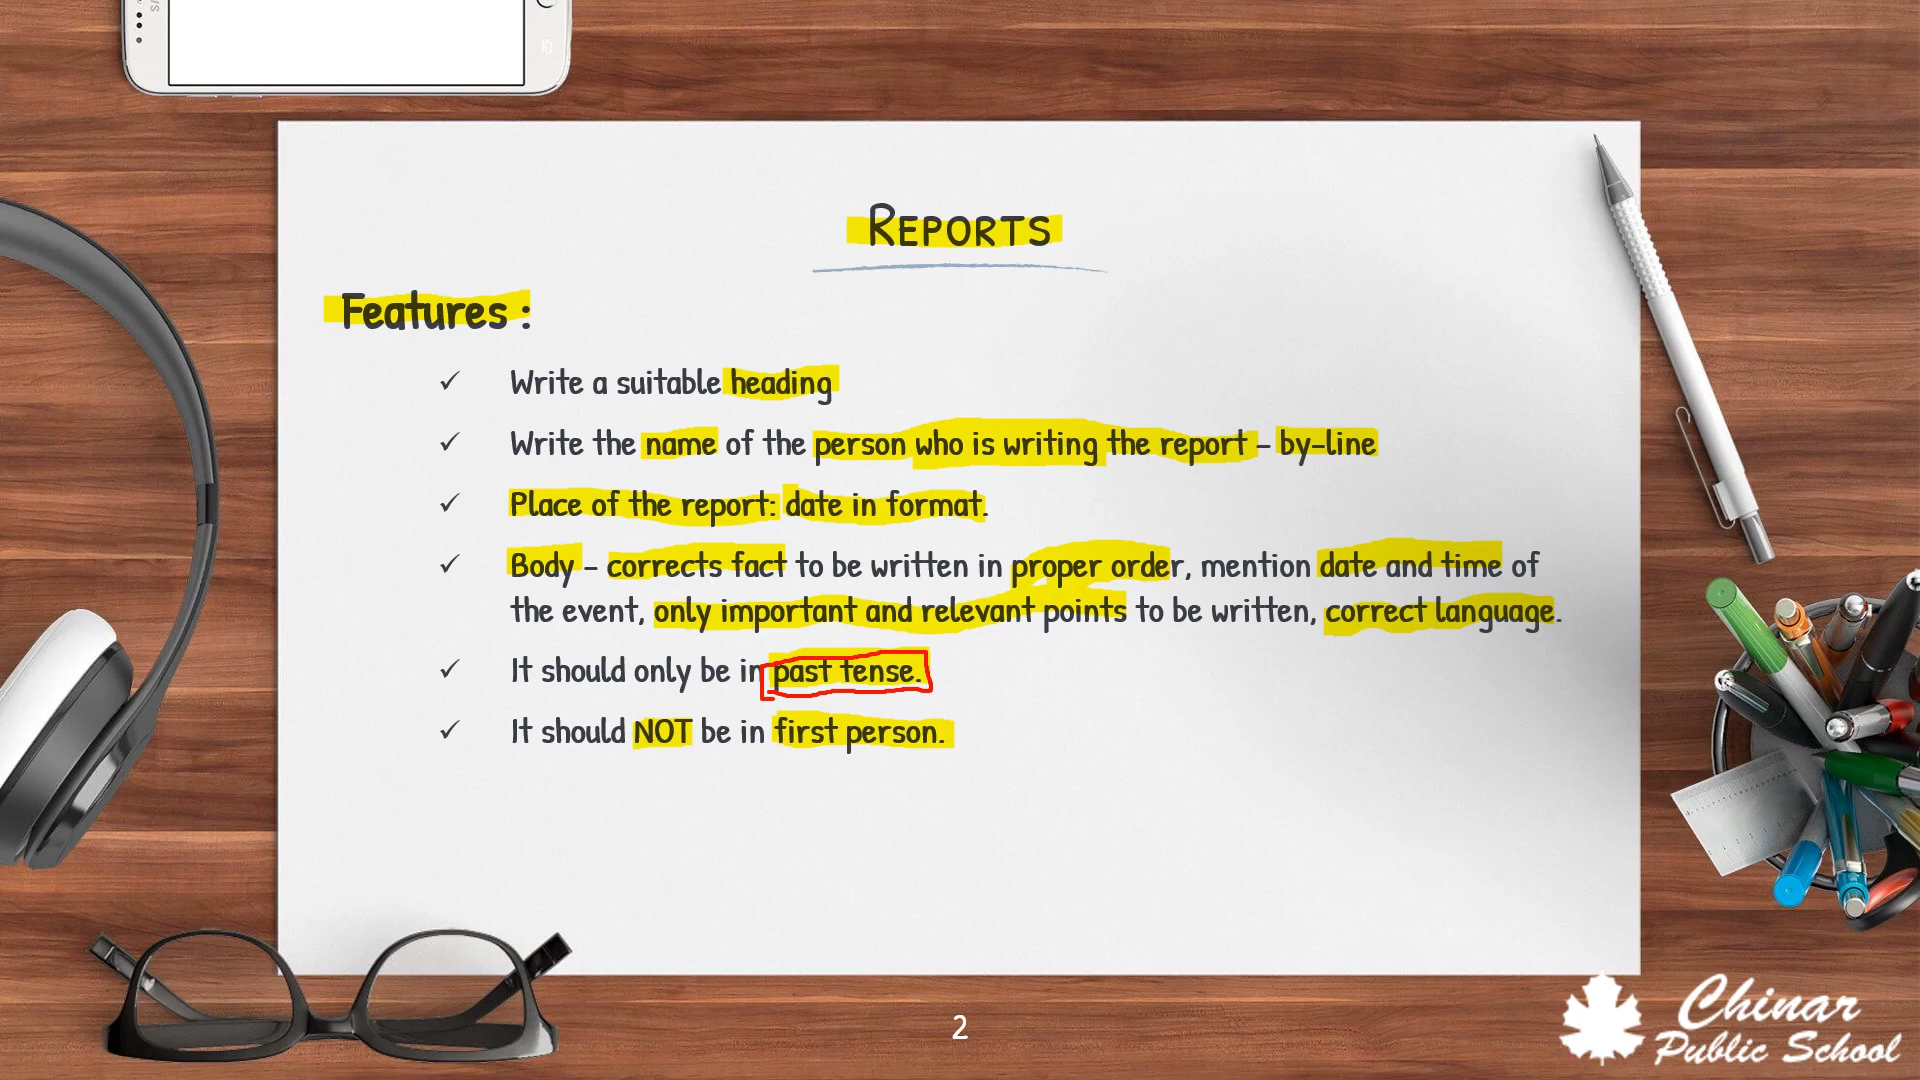 REPORTS
Features :
✓ Write a suitable heading
✓ Write the name of the person who is writing the report – by-line
✓ Place of the report: date in format.
✓ Body – corrects fact to be written in proper order, mention date and time of
the event, only important and relevant points to be written, correct language.
✓ It should only be in past tense.
✓ It should NOT be in first person.
2
Chinar
Public School